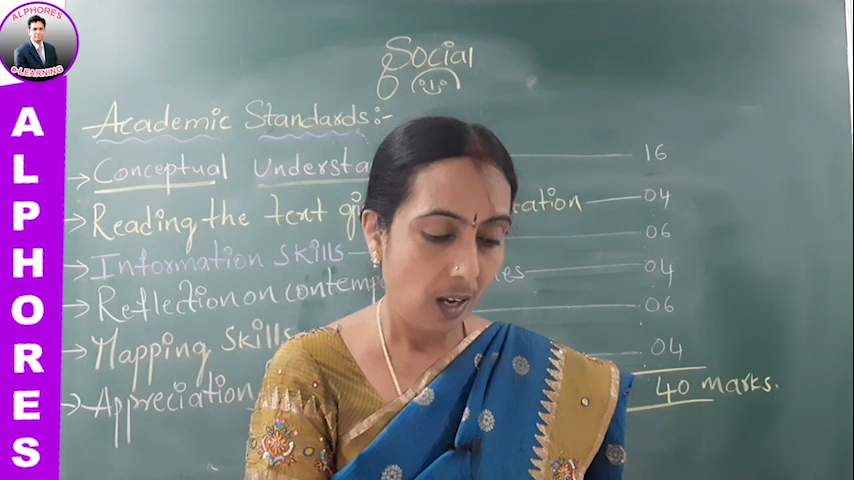 ALPHORES
e-LEARNING
ALPHORES
Social
Academic Standards:-
→ Conceptual Understa 16
→ Reading the text gi tation 04
→ Information skills 06
→ Reflection on contemp es 04
→ Mapping skills 06
→ Appreciation 04
40 marks.